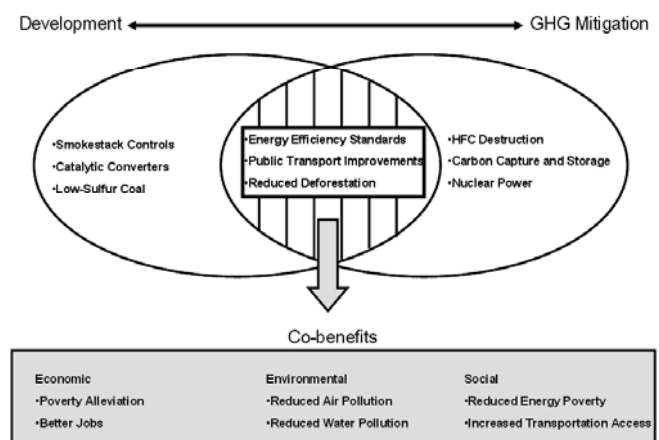 Development
GHG Mitigation
•Smokestack Controls
•Catalytic Converters
•Low-Sulfur Coal
•Energy Efficiency Standards
•Public Transport Improvements
•Reduced Deforestation
•HFC Destruction
•Carbon Capture and Storage
•Nuclear Power
Co-benefits
Economic
•Poverty Alleviation
•Better Jobs
Environmental
•Reduced Air Pollution
•Reduced Water Pollution
Social
•Reduced Energy Poverty
•Increased Transportation Access